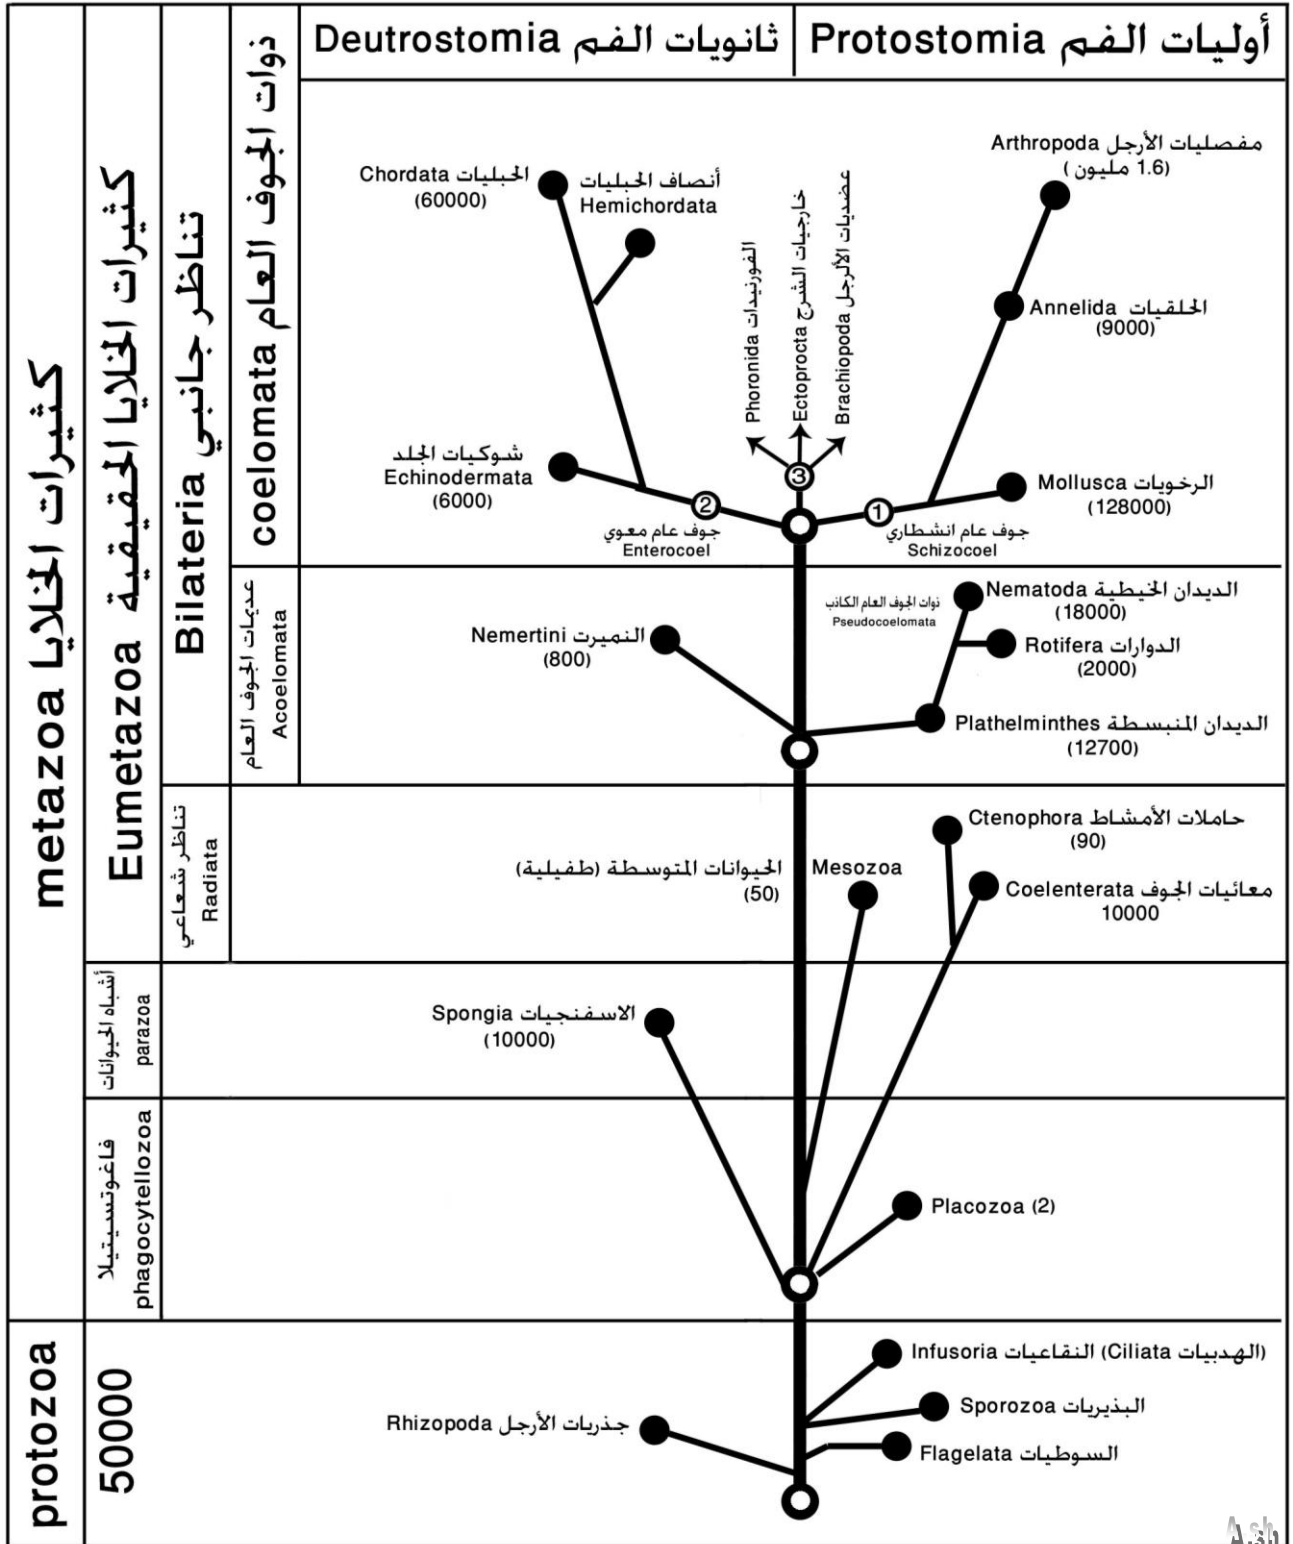 ثانويات الفم Deutrostomia
أوليات الفم Protostomia
كثيرات الخلايا metazoa
كثيرات الخلايا الحقيقية Eumetazoa
تناظر جانبي Bilateria
ذوات الجوف العام coelomata
Chordata الحبليات
(60000)
أنصاف الحبليات
Hemichordata
Arthropoda مفصليات الأرجل
(1.6 مليون )
Phoronida الفورنيدات
Ectoprocta خارجيات الشرج
Brachiopoda عضديات الألرجل
Annelida الحلقيات
(9000)
شوكيات الجلد
Echinodermata
(6000)
3
2
1
Mollusca الرخويات
(128000)
جوف عام معوي
Enterocoel
جوف عام انشطاري
Schizocoel
عديمات الجوف العام
Acoelomata
ذوات الجوف العام الكاذب
Pseudocoelomata
Nematoda الديدان الخيطية
(18000)
Nemertini النميرت
(800)
Rotifera الدوارات
(2000)
Plathelminthes الديدان المنبسطة
(12700)
تناظر شعاعي
Radiata
Ctenophora حاملات الأمشاط
(90)
الحيوانات المتوسطة (طفيلية)
(50)
Mesozoa
Coelenterata معائيات الجوف
10000
أشباه الحيوانات
parazoa
Spongia الاسفنجيات
(10000)
فاغوتسيتيلا
phagocytellozoa
Placozoa (2)
protozoa
50000
Infusoria النقاعيات (Ciliata الهدبيات)
Sporozoa البذيريات
Rhizopoda جذريات الأرجل
Flagelata السوطيات
A.sh